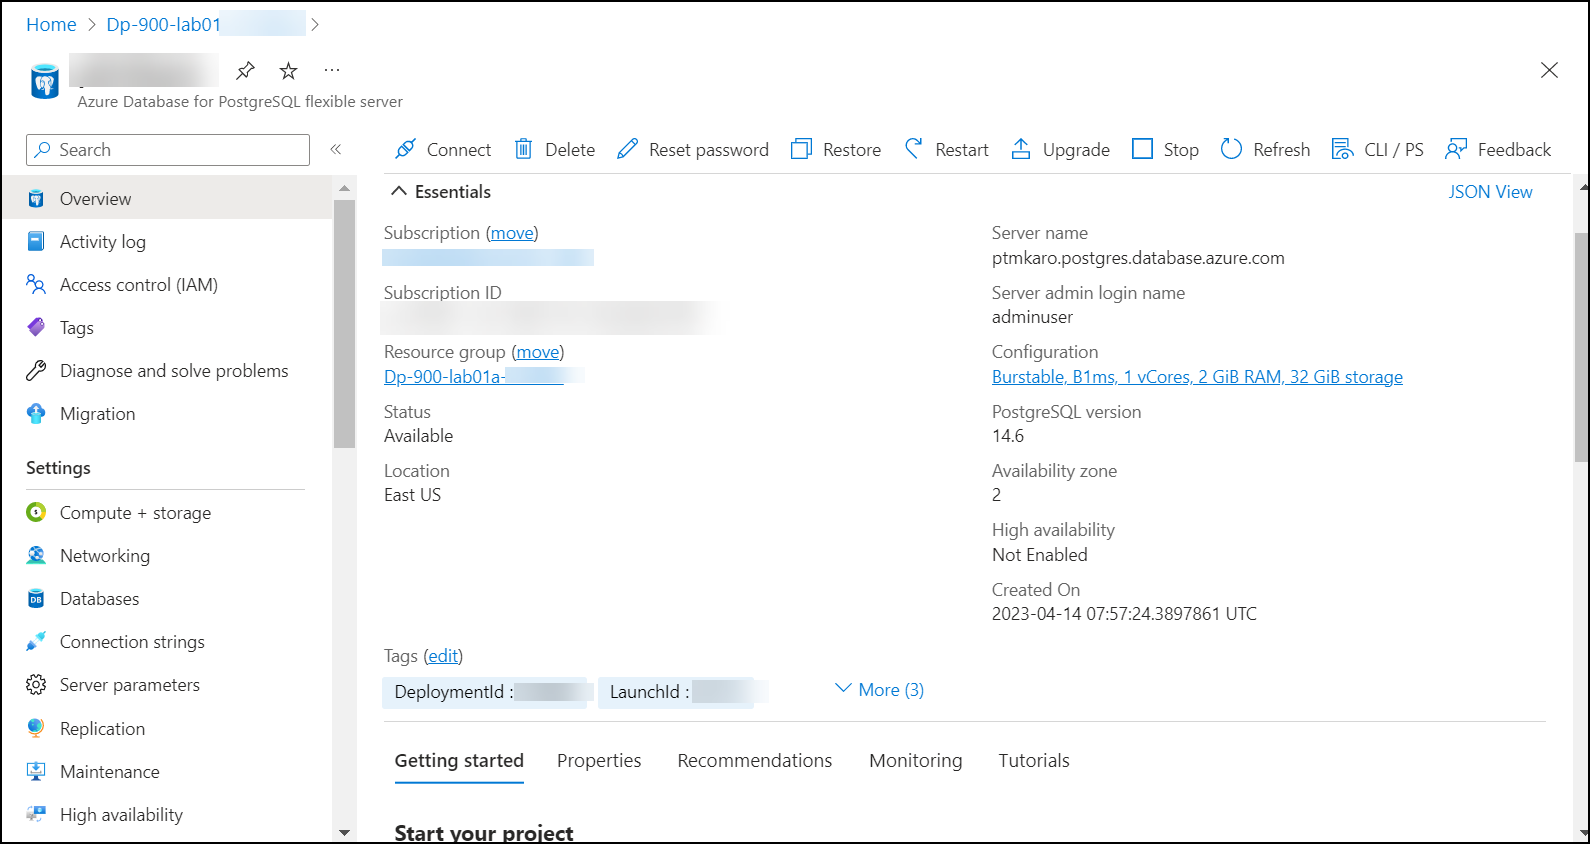 Home > Dp-900-lab01 >
Azure Database for PostgreSQL flexible server
Search «
Connect Delete Reset password Restore Restart Upgrade Stop Refresh CLI / PS Feedback
Overview
Activity log
Access control (IAM)
Tags
Diagnose and solve problems
Migration
Settings
Compute + storage
Networking
Databases
Connection strings
Server parameters
Replication
Maintenance
High availability
Essentials
JSON View
Subscription (move)
Subscription ID
Resource group (move)
Dp-900-lab01a-
Status
Available
Location
East US
Server name
ptmkaro.postgres.database.azure.com
Server admin login name
adminuser
Configuration
Burstable, B1ms, 1 vCores, 2 GiB RAM, 32 GiB storage
PostgreSQL version
14.6
Availability zone
2
High availability
Not Enabled
Created On
2023-04-14 07:57:24.3897861 UTC
Tags (edit)
DeploymentId : LaunchId : More (3)
Getting started Properties Recommendations Monitoring Tutorials
Start your project